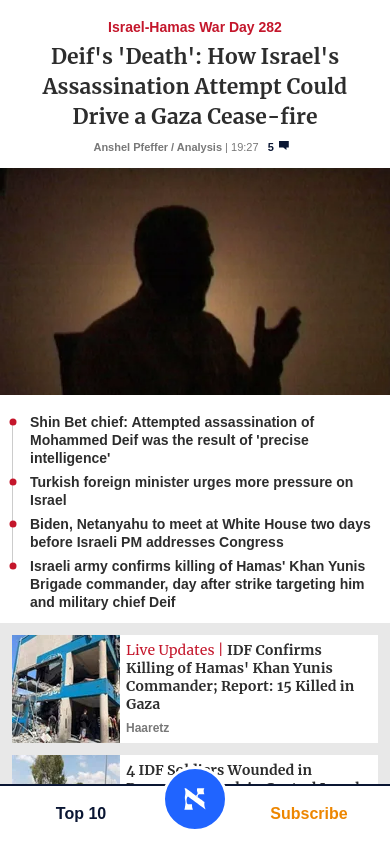 Israel-Hamas War Day 282
Deif's 'Death': How Israel's
Assassination Attempt Could
Drive a Gaza Cease-fire
Anshel Pfeffer / Analysis | 19:27 5
Shin Bet chief: Attempted assassination of
Mohammed Deif was the result of 'precise
intelligence'
Turkish foreign minister urges more pressure on
Israel
Biden, Netanyahu to meet at White House two days
before Israeli PM addresses Congress
Israeli army confirms killing of Hamas' Khan Yunis
Brigade commander, day after strike targeting him
and military chief Deif
Live Updates | IDF Confirms
Killing of Hamas' Khan Yunis
Commander; Report: 15 Killed in
Gaza
Haaretz
4 IDF Soldiers Wounded in
Top 10
Subscribe